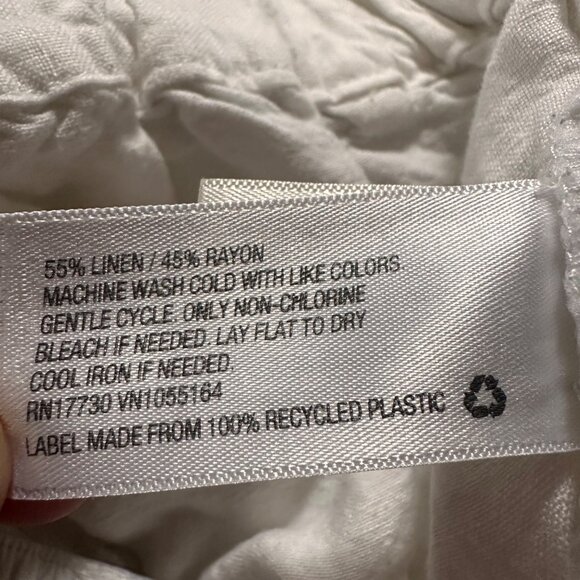 55% LINEN / 45% RAYON
MACHINE WASH COLD WITH LIKE COLORS
GENTLE CYCLE. ONLY NON-CHLORINE
BLEACH IF NEEDED. LAY FLAT TO DRY
COOL IRON IF NEEDED.
RN17730 VN1055164
LABEL MADE FROM 100% RECYCLED PLASTIC